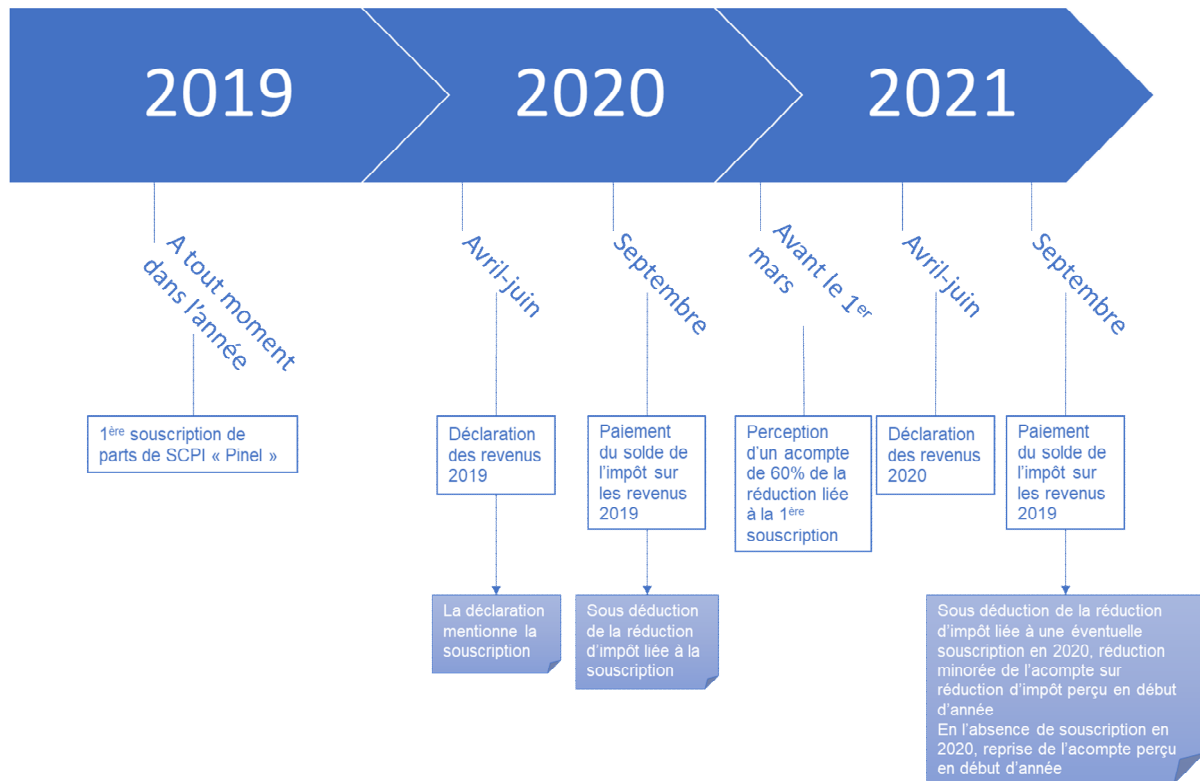 2019
2020
2021
A tout moment
dans l'année
Avril-juin
Septembre
Avant le 1er
mars
Avril-juin
Septembre
1ère souscription de
parts de SCPI « Pinel »
Déclaration
des revenus
2019
Paiement
du solde de
l'impôt sur
les revenus
2019
Perception
d'un acompte
de 60% de la
réduction liée
à la 1ère
souscription
Déclaration
des revenus
2020
Paiement
du solde de
l'impôt sur
les revenus
2019
La déclaration
mentionne la
souscription
Sous déduction
de la réduction
d'impôt liée à la
souscription
Sous déduction de la réduction
d'impôt liée à une éventuelle
souscription en 2020, réduction
minorée de l'acompte sur
réduction d'impôt perçu en début
d'année
En l'absence de souscription en
2020, reprise de l'acompte perçu
en début d'année